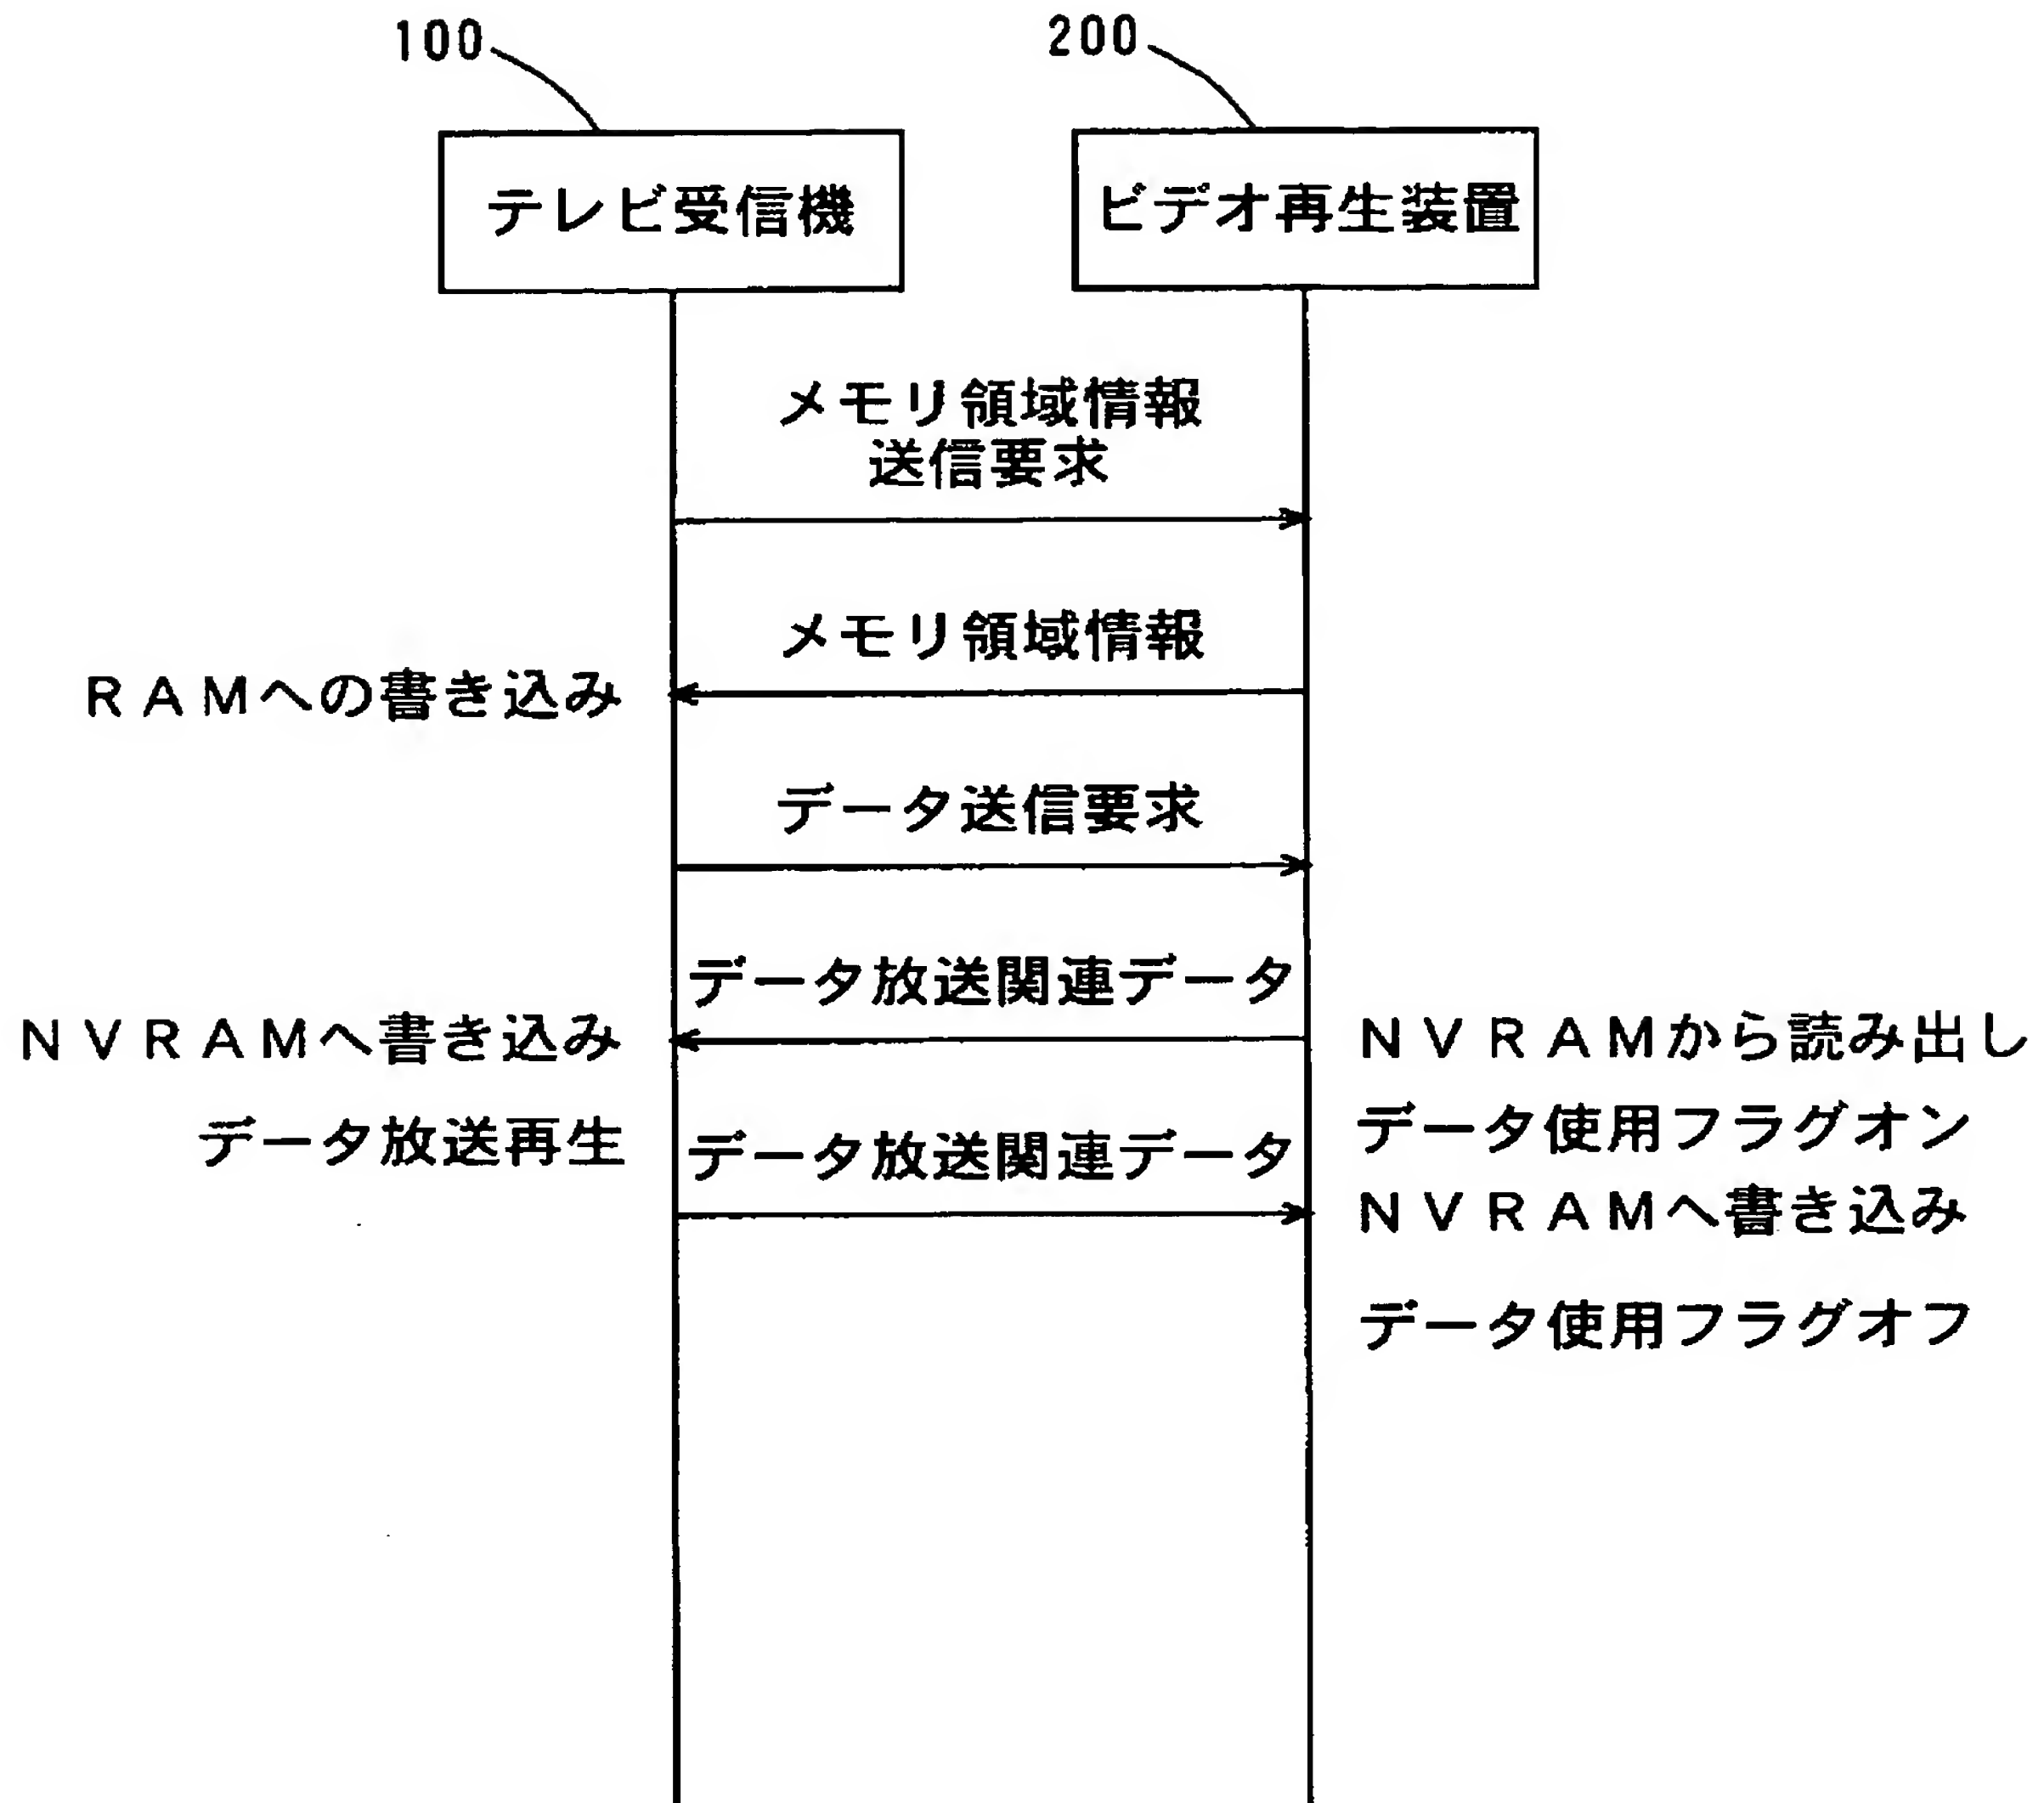 100
200
テレビ受信機
ビデオ再生装置
メモリ領域情報
送信要求
メモリ領域情報
RAMへの書き込み
データ送信要求
データ放送関連データ
NVRAMへ書き込み
NVRAMから読み出し
データ放送再生
データ使用フラグオン
データ放送関連データ
NVRAMへ書き込み
データ使用フラグオフ